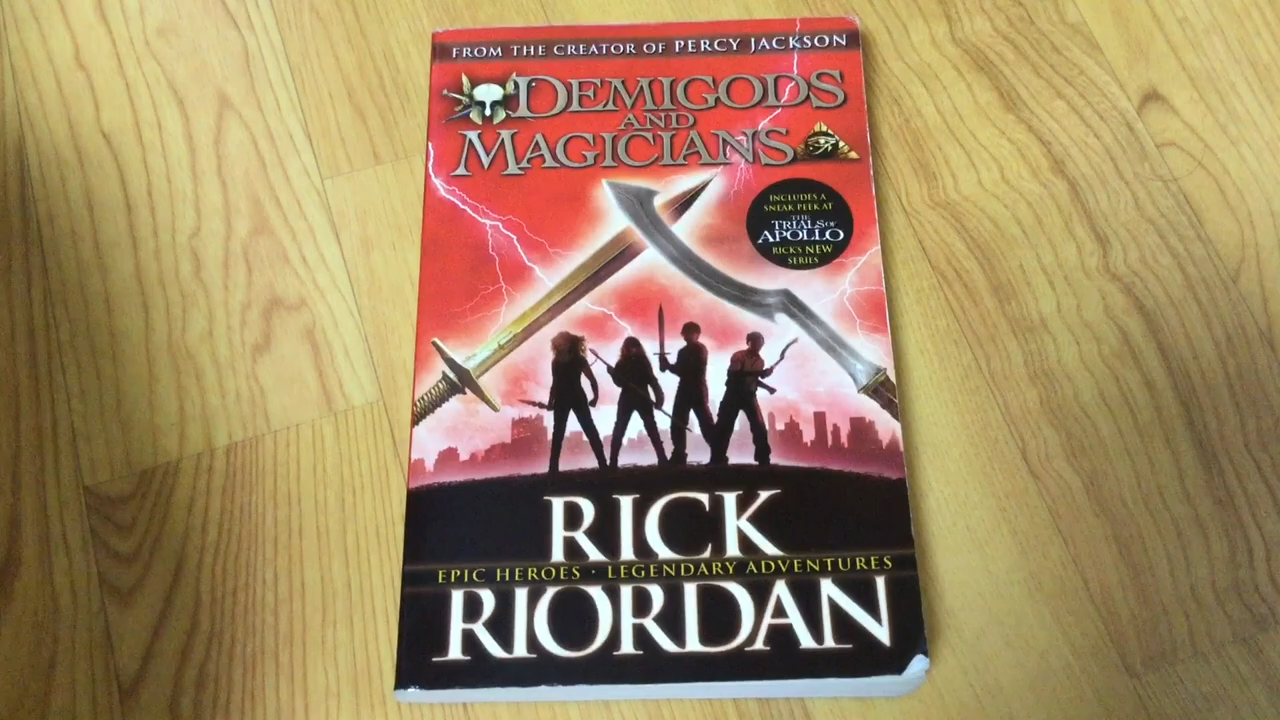 FROM THE CREATOR OF PERCY JACKSON
DEMIGODS
AND
MAGICIANS
INCLUDES A
SNEAK PEEK AT
THE
TRIALS OF
APOLLO
RICK'S NEW
SERIES
RICK
EPIC HEROES · LEGENDARY ADVENTURES
RIORDAN